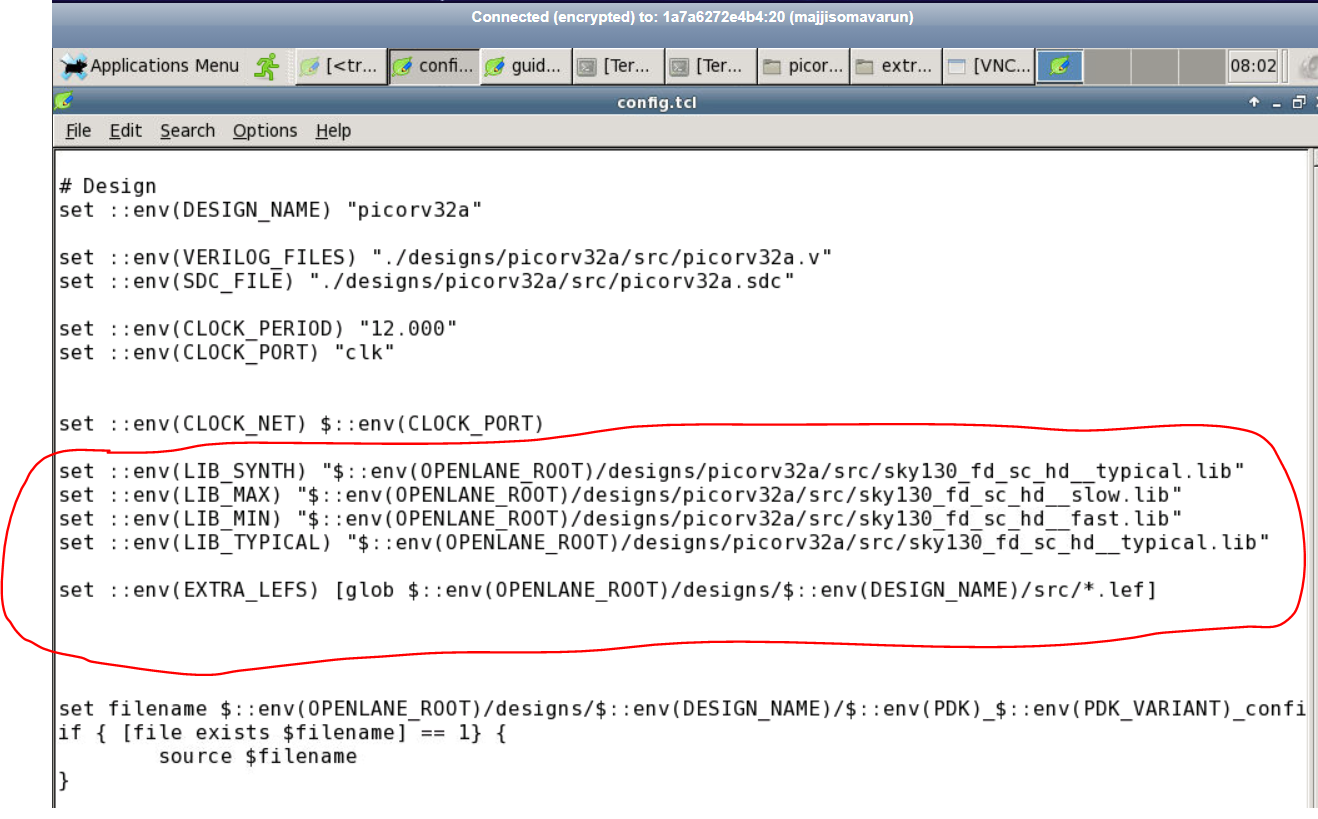 Connected (encrypted) to: 1a7a6272e4b4:20 (majjisomavarun)
Applications Menu [<tr... confi... guid... [Ter... [Ter... picor... extr... [VNC... 08:02
config.tcl
File Edit Search Options Help
# Design
set ::env(DESIGN_NAME) "picorv32a"
set ::env(VERILOG_FILES) "./designs/picorv32a/src/picorv32a.v"
set ::env(SDC_FILE) "./designs/picorv32a/src/picorv32a.sdc"
set ::env(CLOCK_PERIOD) "12.000"
set ::env(CLOCK_PORT) "clk"
set ::env(CLOCK_NET) $::env(CLOCK_PORT)
set ::env(LIB_SYNTH) "$::env(OPENLANE_ROOT)/designs/picorv32a/src/sky130_fd_sc_hd__typical.lib"
set ::env(LIB_MAX) "$::env(OPENLANE_ROOT)/designs/picorv32a/src/sky130_fd_sc_hd__slow.lib"
set ::env(LIB_MIN) "$::env(OPENLANE_ROOT)/designs/picorv32a/src/sky130_fd_sc_hd__fast.lib"
set ::env(LIB_TYPICAL) "$::env(OPENLANE_ROOT)/designs/picorv32a/src/sky130_fd_sc_hd__typical.lib"
set ::env(EXTRA_LEFS) [glob $::env(OPENLANE_ROOT)/designs/$::env(DESIGN_NAME)/src/*.lef]
set filename $::env(OPENLANE_ROOT)/designs/$::env(DESIGN_NAME)/$::env(PDK)_$::env(PDK_VARIANT)_confi
if { [file exists $filename] == 1} {
source $filename
}